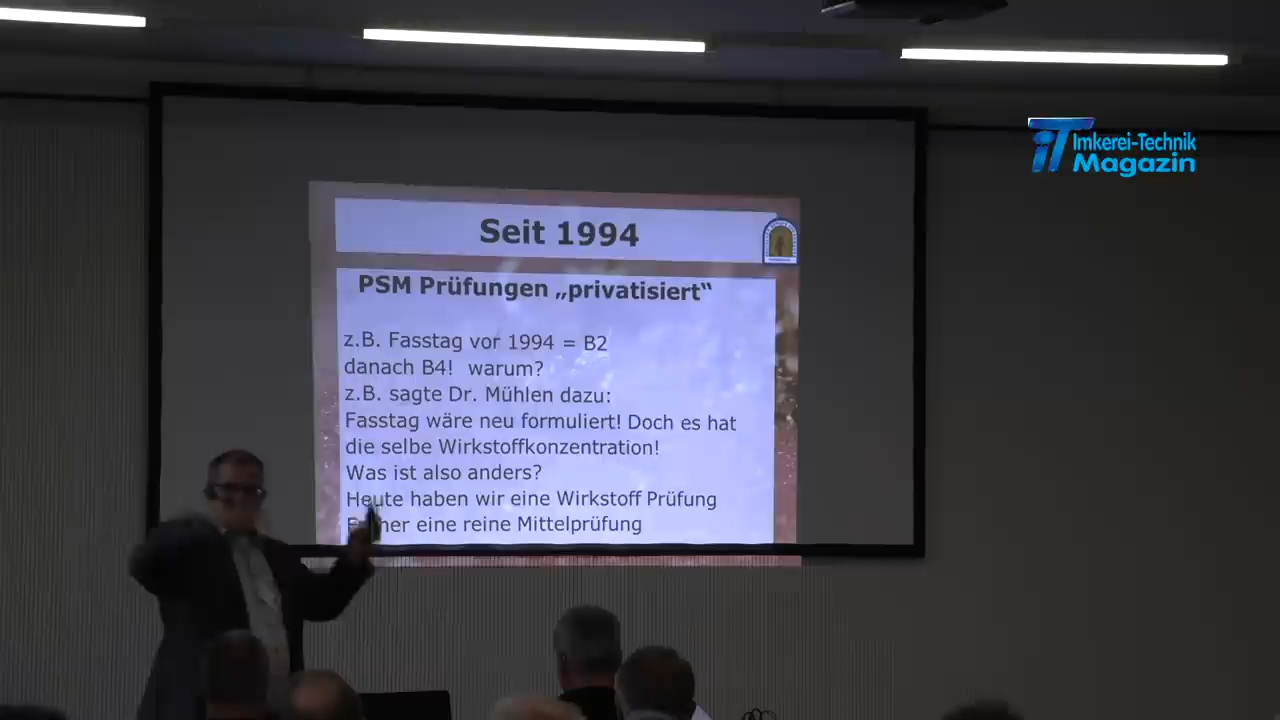 iT Imkerei-Technik
Magazin
Seit 1994
PSM Prüfungen „privatisiert“
z.B. Fasstag vor 1994 = B2
danach B4! warum?
z.B. sagte Dr. Mühlen dazu:
Fasstag wäre neu formuliert! Doch es hat
die selbe Wirkstoffkonzentration!
Was ist also anders?
Heute haben wir eine Wirkstoff Prüfung
eine reine Mittelprüfung